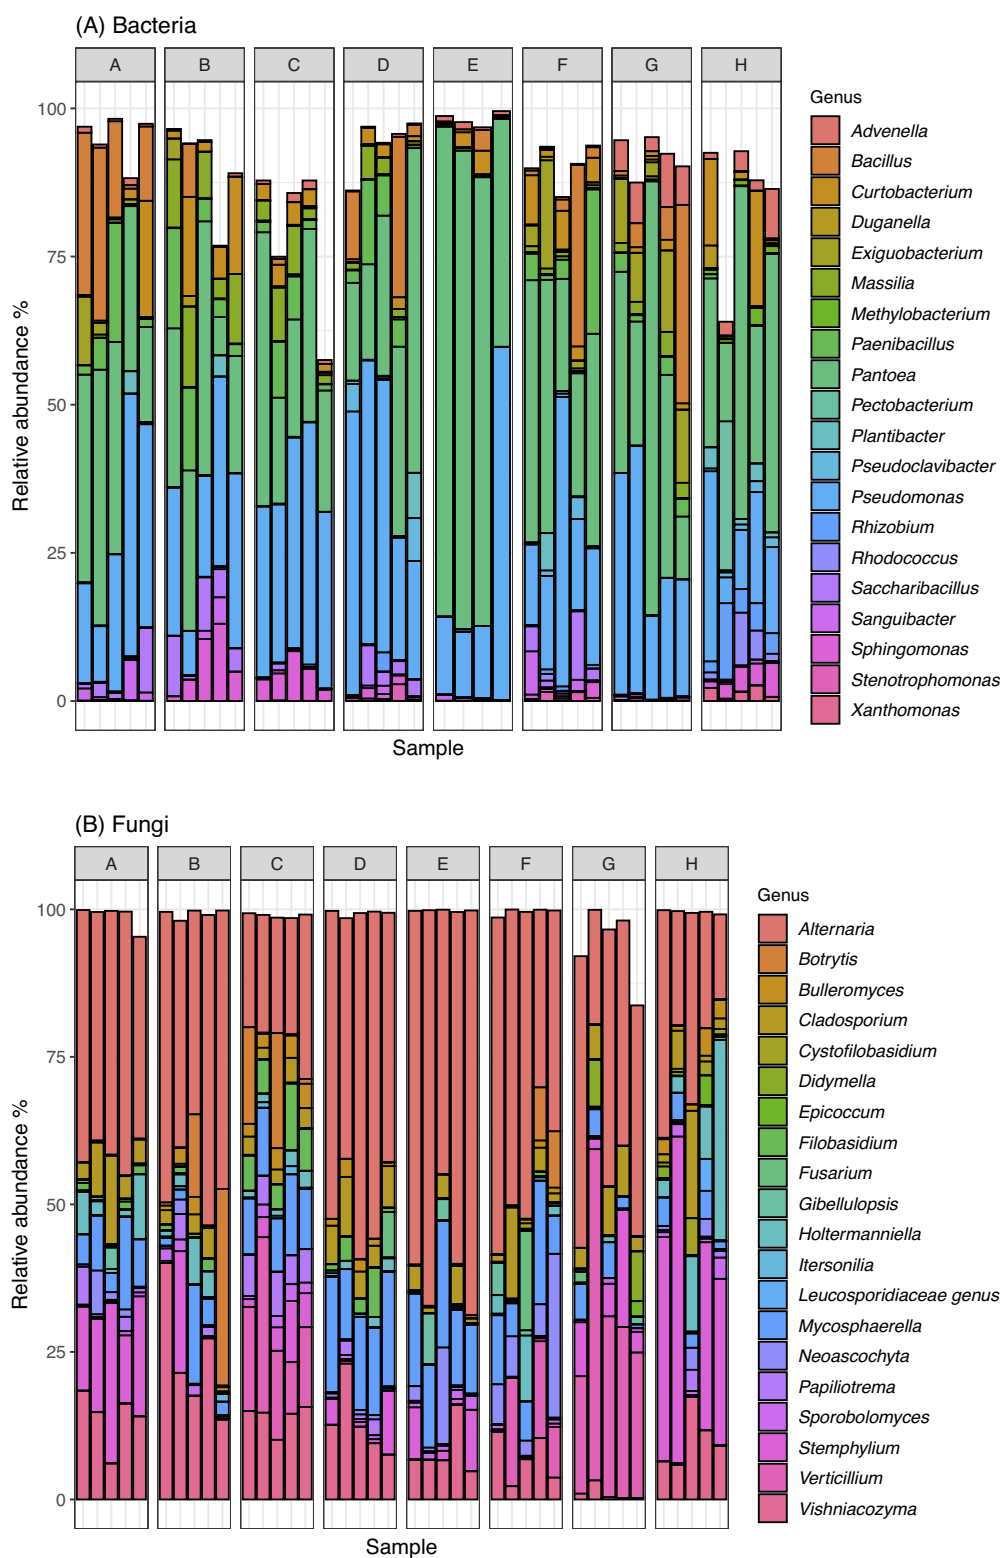 (A) Bacteria
A B C D E F G H
100
75
50
25
0
Relative abundance %
Sample
Genus
Advenella
Bacillus
Curtobacterium
Duganella
Exiguobacterium
Massilia
Methylobacterium
Paenibacillus
Pantoea
Pectobacterium
Plantibacter
Pseudoclavibacter
Pseudomonas
Rhizobium
Rhodococcus
Saccharibacillus
Sanguibacter
Sphingomonas
Stenotrophomonas
Xanthomonas
(B) Fungi
A B C D E F G H
100
75
50
25
0
Relative abundance %
Sample
Genus
Alternaria
Botrytis
Bulleromyces
Cladosporium
Cystofilobasidium
Didymella
Epicoccum
Filobasidium
Fusarium
Gibellulopsis
Holtermanniella
Itersonilia
Leucosporidiaceae genus
Mycosphaerella
Neoascochyta
Papiliotrema
Sporobolomyces
Stemphylium
Verticillium
Vishniacozyma